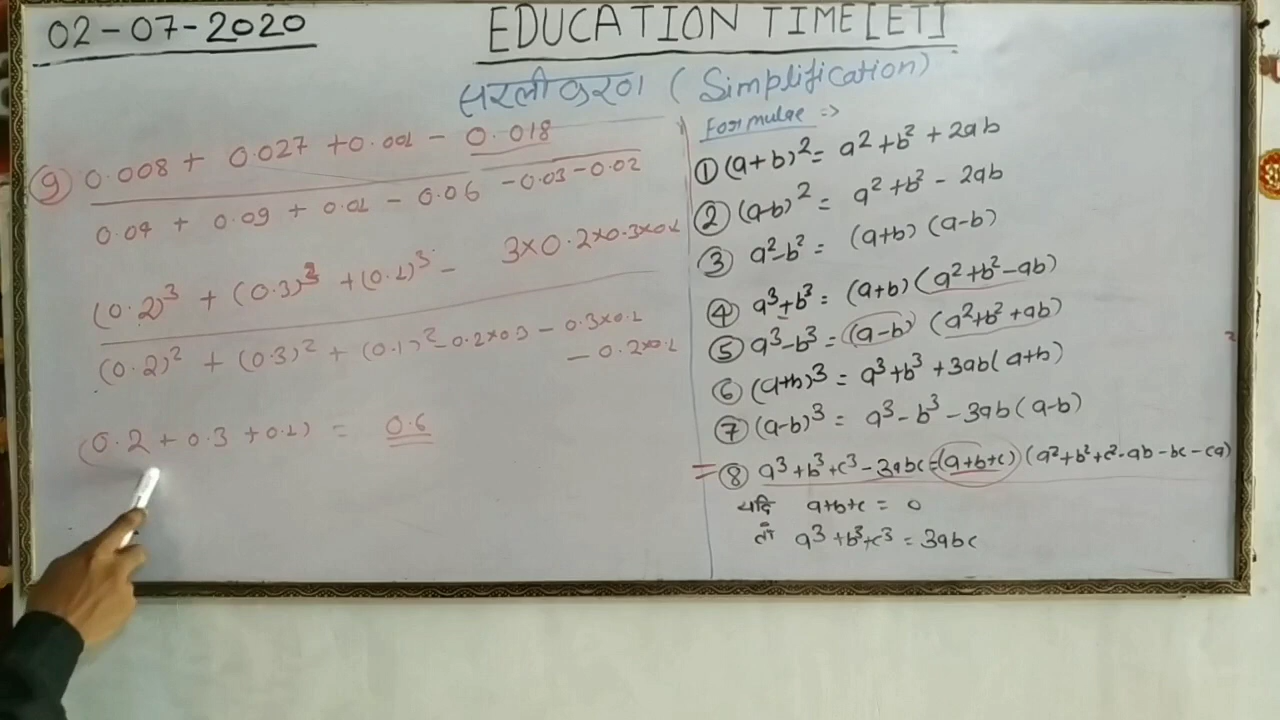 02-07-2020
EDUCATION TIME[ET]
सरलीकरण (Simplification)
⑨ 0.008 + 0.027 + 0.001 - 0.018
0.04 + 0.09 + 0.01 - 0.06 - 0.03 - 0.02
(0.2)³ + (0.3)³ + (0.1)³ - 3×0.2×0.3×0.1
(0.2)² + (0.3)² + (0.1)² - 0.2×0.3 - 0.3×0.1
- 0.2×0.1
(0.2 + 0.3 + 0.1) = 0.6
Formulae ⇒
① (a+b)² = a² + b² + 2ab
② (a-b)² = a² + b² - 2ab
③ a²-b² = (a+b) (a-b)
④ a³+b³ = (a+b) (a²+b²-ab)
⑤ a³-b³ = (a-b) (a²+b²+ab)
⑥ (a+b)³ = a³+b³+3ab(a+b)
⑦ (a-b)³ = a³-b³-3ab(a-b)
= ⑧ a³+b³+c³-3abc = (a+b+c) (a²+b²+c²-ab-bc-ca)
यदि a+b+c = 0
तो a³+b³+c³ = 3abc